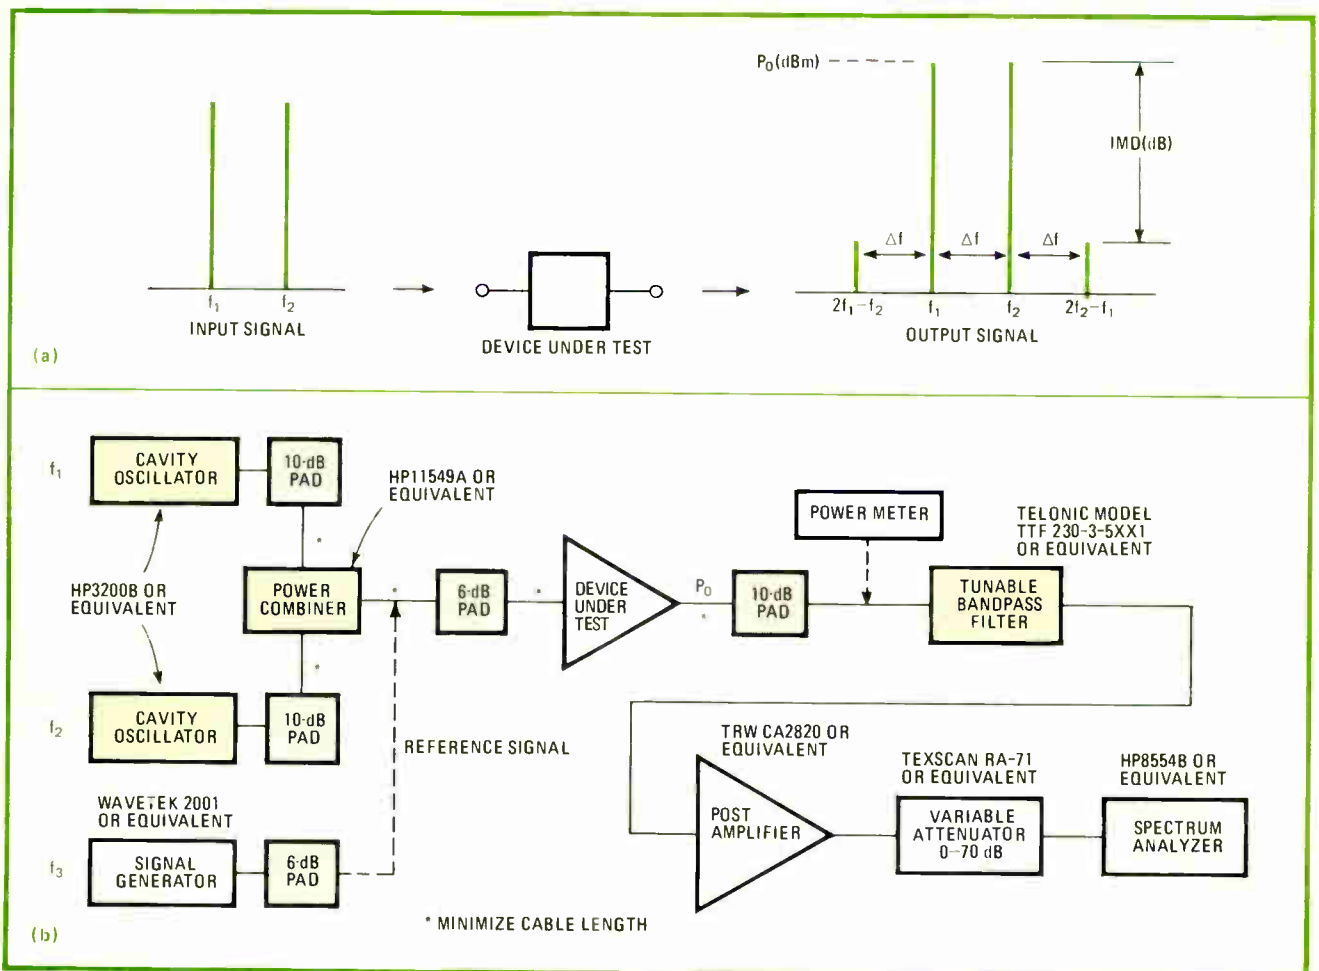 P₀(dBm)
IMD(dB)
Δf
Δf
Δf
f₁
f₂
2f₁−f₂
f₁
f₂
2f₂−f₁
INPUT SIGNAL
DEVICE UNDER TEST
OUTPUT SIGNAL
(a)
f₁
CAVITY
OSCILLATOR
10-dB
PAD
HP11549A OR
EQUIVALENT
HP3200B OR
EQUIVALENT
*
POWER
COMBINER
*
6-dB
PAD
*
DEVICE
UNDER
TEST
P₀
*
10-dB
PAD
POWER METER
TELONIC MODEL
TTF 230-3-5XX1
OR EQUIVALENT
TUNABLE
BANDPASS
FILTER
*
f₂
CAVITY
OSCILLATOR
10-dB
PAD
REFERENCE SIGNAL
WAVETEK 2001
OR EQUIVALENT
f₃
SIGNAL
GENERATOR
6-dB
PAD
TRW CA2820 OR
EQUIVALENT
POST
AMPLIFIER
TEXSCAN RA-71
OR EQUIVALENT
VARIABLE
ATTENUATOR
0–70 dB
HP8554B OR
EQUIVALENT
SPECTRUM
ANALYZER
* MINIMIZE CABLE LENGTH
(b)